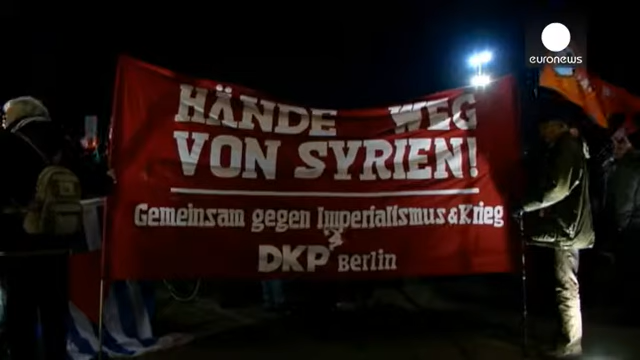 euronews
HÄNDE WEG
VON SYRIEN!
Gemeinsam gegen Imperialismus & Krieg
DKP Berlin